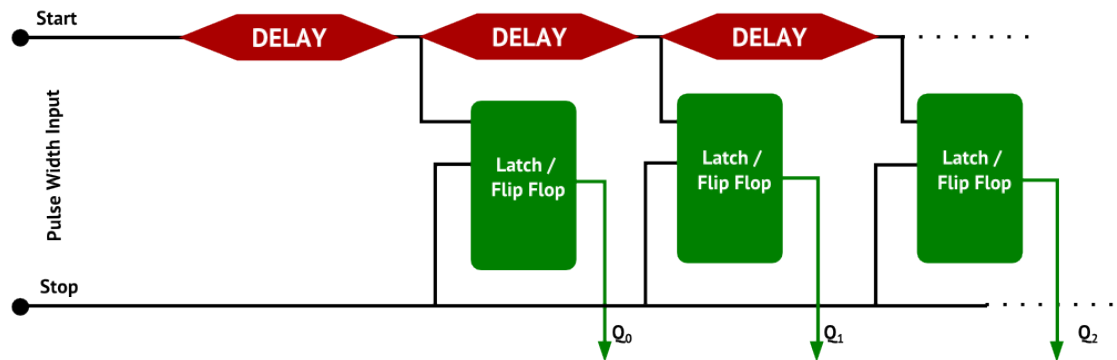 Start
DELAY
DELAY
DELAY
Pulse Width Input
Latch /
Flip Flop
Latch /
Flip Flop
Latch /
Flip Flop
Stop
Q0
Q1
Q2